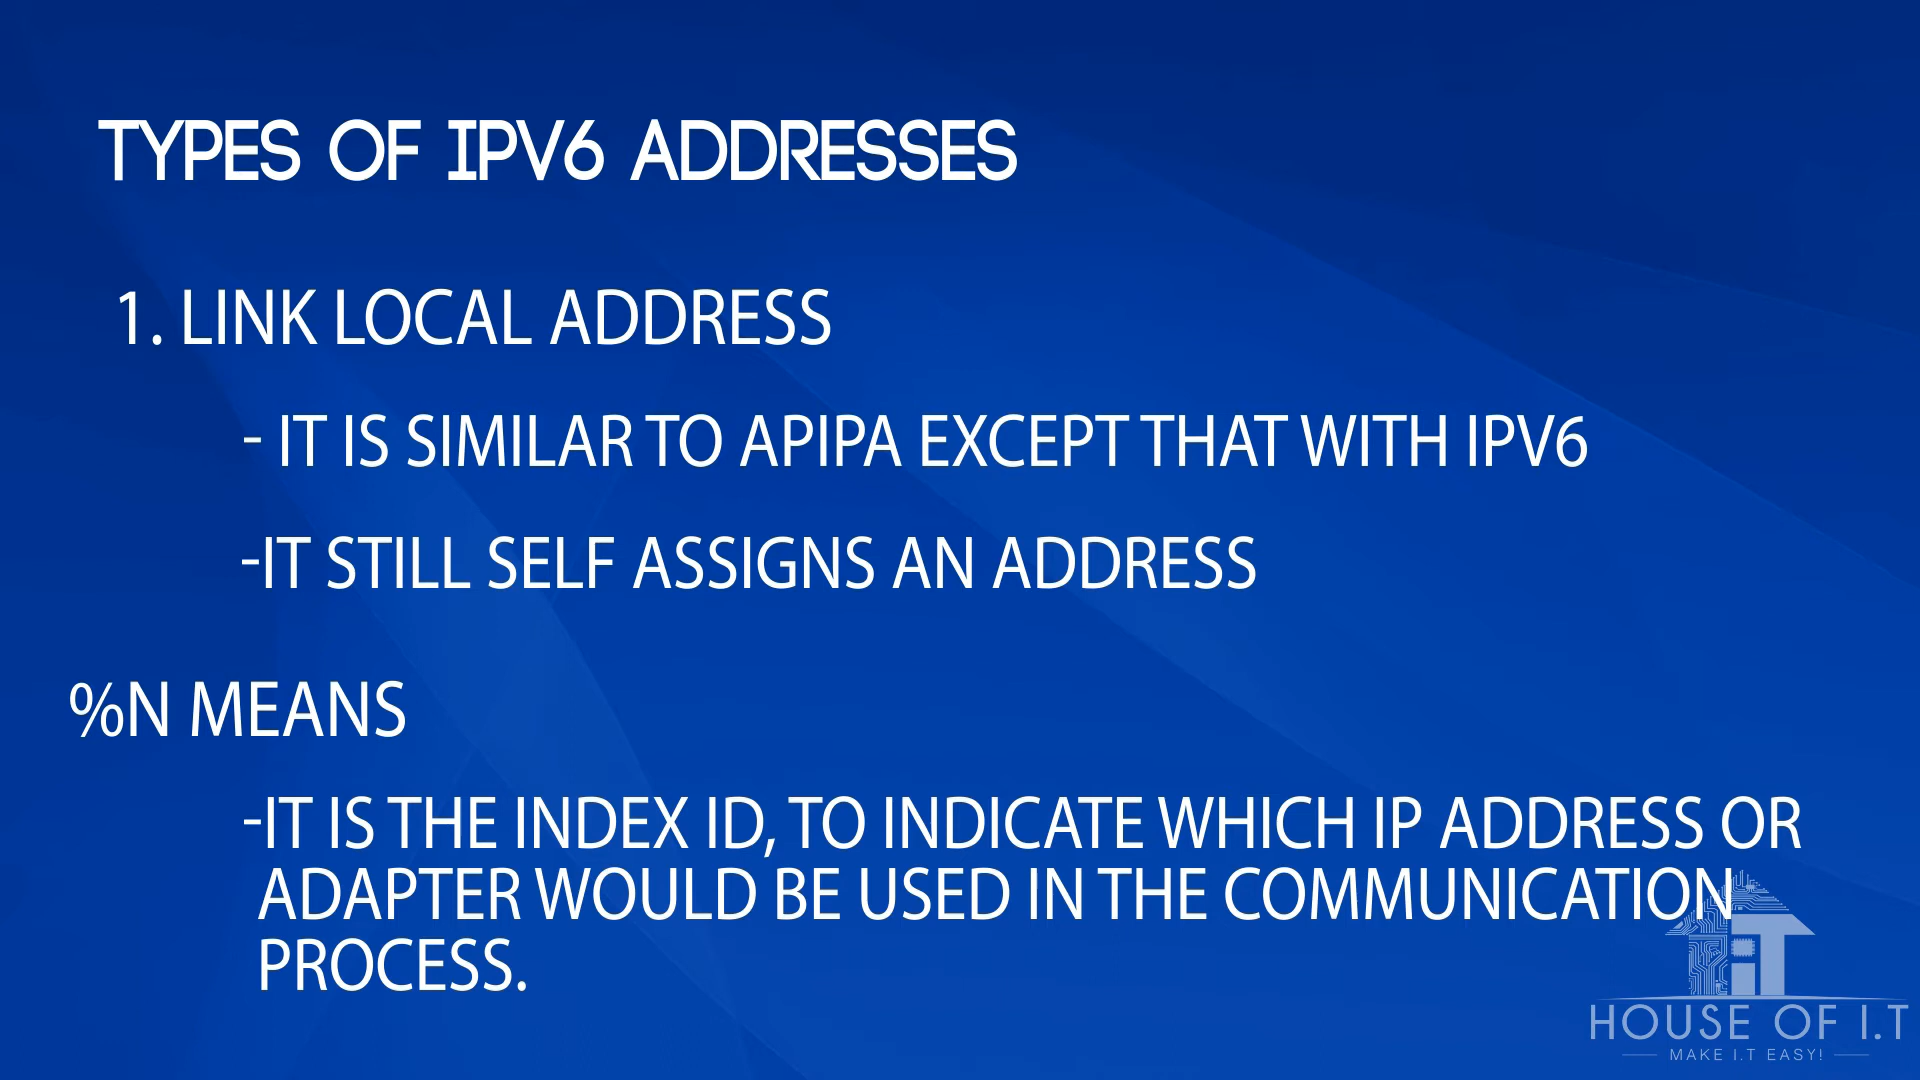 TYPES OF IPV6 ADDRESSES
1. LINK LOCAL ADDRESS
- IT IS SIMILAR TO APIPA EXCEPT THAT WITH IPV6
-IT STILL SELF ASSIGNS AN ADDRESS
%N MEANS
-IT IS THE INDEX ID, TO INDICATE WHICH IP ADDRESS OR
ADAPTER WOULD BE USED IN THE COMMUNICATION
PROCESS.
iT
HOUSE OF I.T
MAKE I.T EASY!